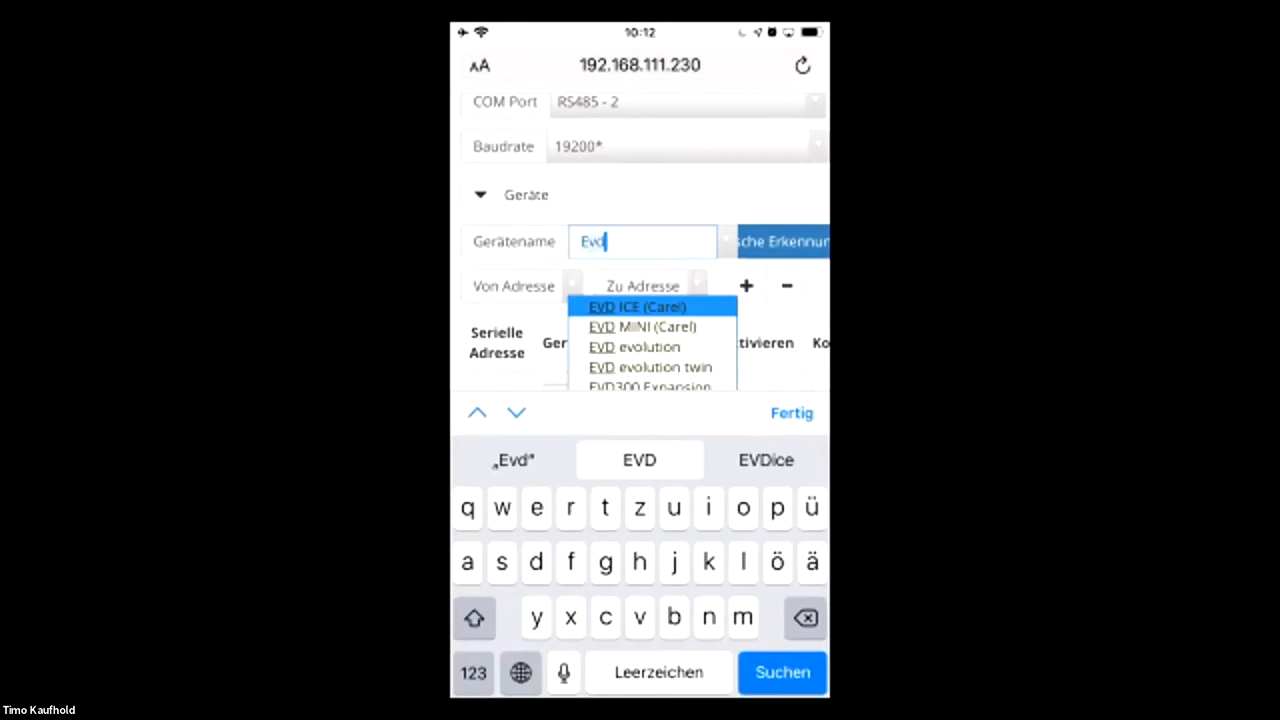 10:12
AA
192.168.111.230
COM Port RS485 - 2
Baudrate 19200*
Geräte
Gerätename Evd sche Erkennun
Von Adresse Zu Adresse + -
EVD ICE (Carel)
EVD MINI (Carel)
EVD evolution
EVD evolution twin
EVD300 Expansion
Serielle
Adresse
Ger
tivieren Ko
Fertig
„Evd“ EVD EVDice
q w e r t z u i o p ü
a s d f g h j k l ö ä
y x c v b n m
123 Leerzeichen Suchen
Timo Kaufhold